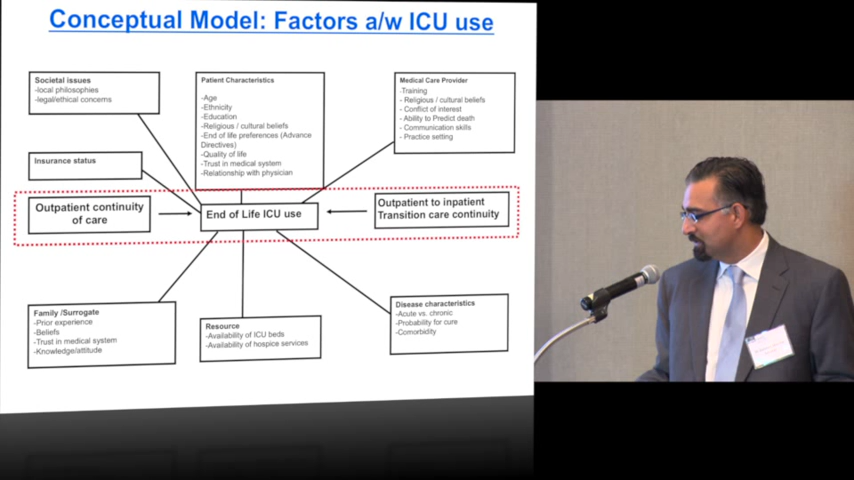 Conceptual Model: Factors a/w ICU use
Societal issues
-local philosophies
-legal/ethical concerns
Patient Characteristics
-Age
-Ethnicity
-Education
-Religious / cultural beliefs
-End of life preferences (Advance
Directives)
-Quality of life
-Trust in medical system
-Relationship with physician
Medical Care Provider
-Training
- Religious / cultural beliefs
- Conflict of interest
- Ability to Predict death
- Communication skills
- Practice setting
Insurance status
Outpatient continuity
of care
End of Life ICU use
Outpatient to inpatient
Transition care continuity
Family /Surrogate
-Prior experience
-Beliefs
-Trust in medical system
-Knowledge/attitude
Resource
-Availability of ICU beds
-Availability of hospice services
Disease characteristics
-Acute vs. chronic
-Probability for cure
-Comorbidity